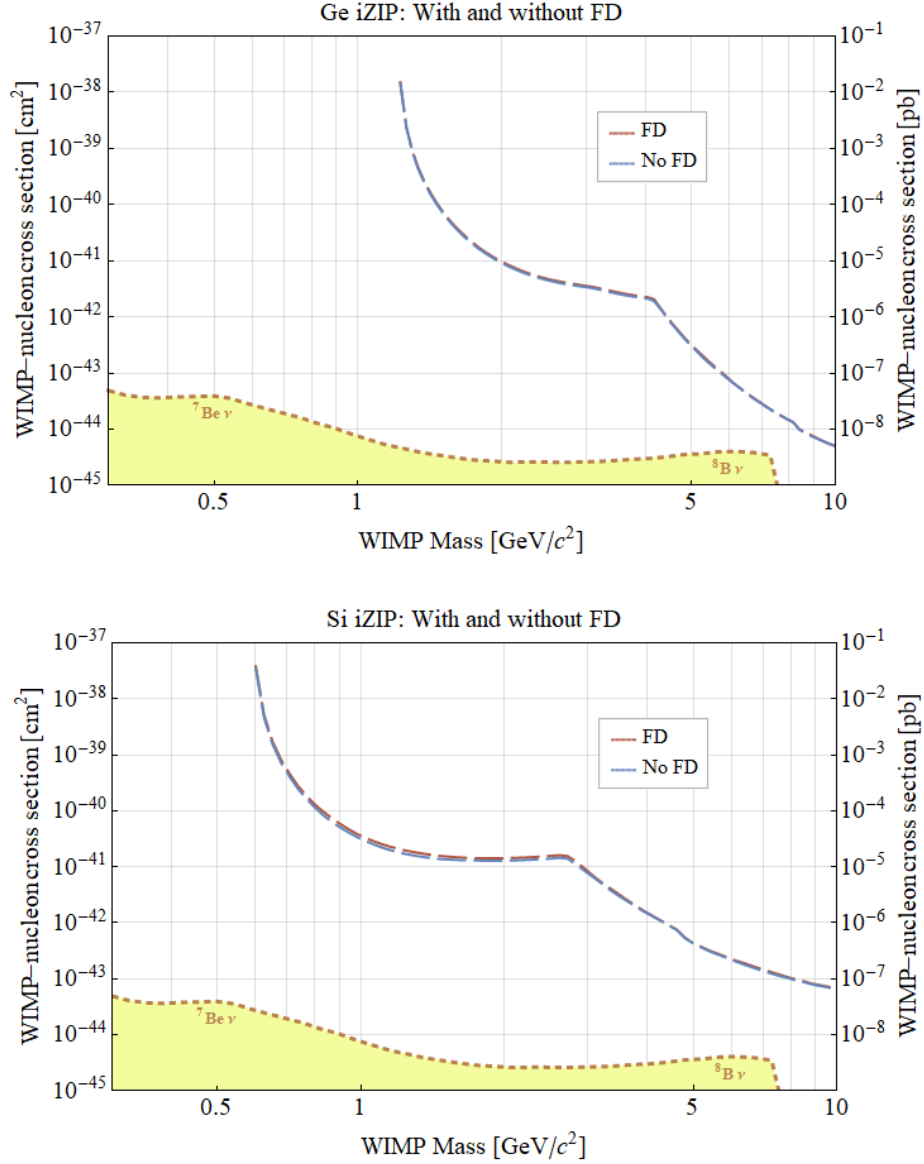 Ge iZIP: With and without FD
10⁻³⁷
10⁻³⁸
10⁻³⁹
10⁻⁴⁰
10⁻⁴¹
10⁻⁴²
10⁻⁴³
10⁻⁴⁴
10⁻⁴⁵
WIMP–nucleon cross section [cm²]
10⁻¹
10⁻²
10⁻³
10⁻⁴
10⁻⁵
10⁻⁶
10⁻⁷
10⁻⁸
WIMP–nucleon cross section [pb]
FD
No FD
⁷Be ν
⁸B ν
0.5 1 5 10
WIMP Mass [GeV/c²]
Si iZIP: With and without FD
10⁻³⁷
10⁻³⁸
10⁻³⁹
10⁻⁴⁰
10⁻⁴¹
10⁻⁴²
10⁻⁴³
10⁻⁴⁴
10⁻⁴⁵
WIMP–nucleon cross section [cm²]
10⁻¹
10⁻²
10⁻³
10⁻⁴
10⁻⁵
10⁻⁶
10⁻⁷
10⁻⁸
WIMP–nucleon cross section [pb]
FD
No FD
⁷Be ν
⁸B ν
0.5 1 5 10
WIMP Mass [GeV/c²]